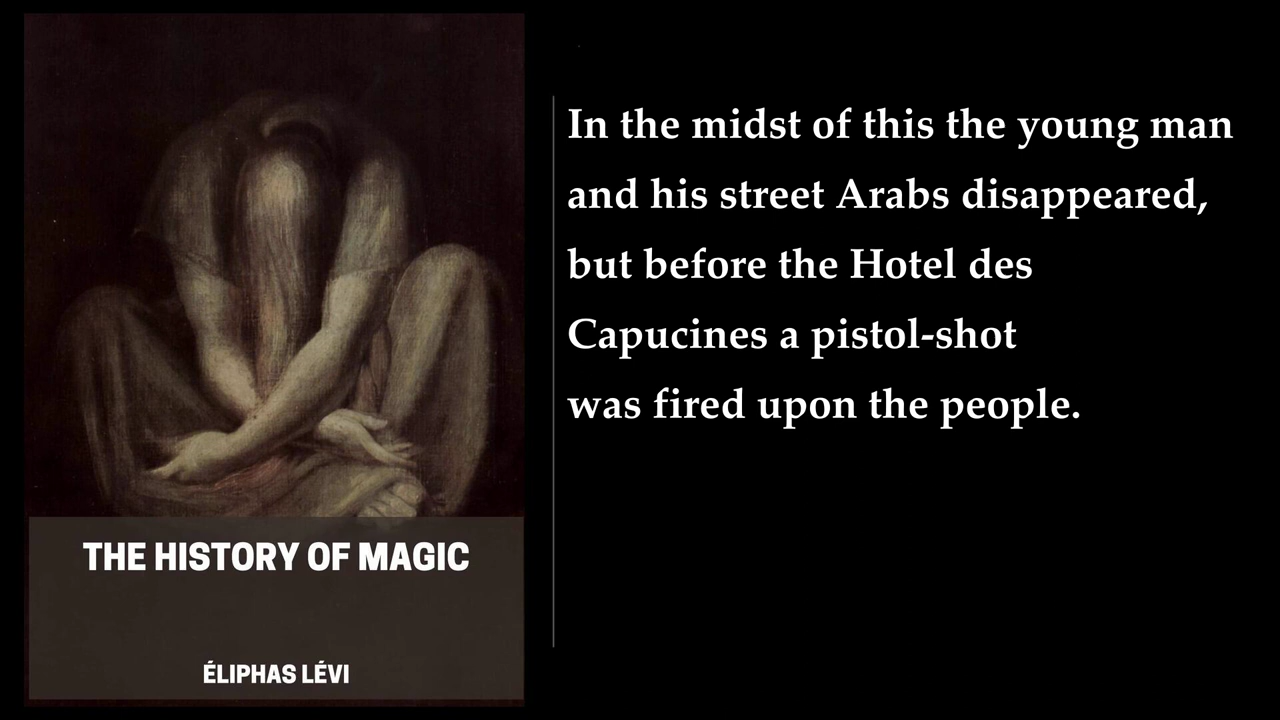 THE HISTORY OF MAGIC
ÉLIPHAS LÉVI
In the midst of this the young man
and his street Arabs disappeared,
but before the Hotel des
Capucines a pistol-shot
was fired upon the people.